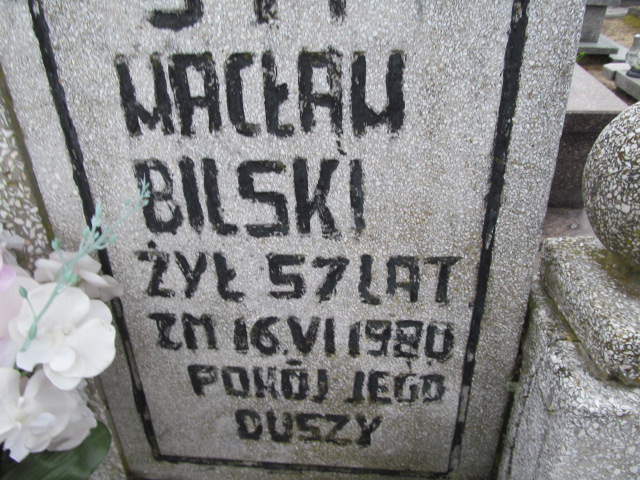 WACŁAW
BILSKI
ŻYŁ 57 LAT
ZM 16 VI 1980
POKÓJ JEGO
DUSZY